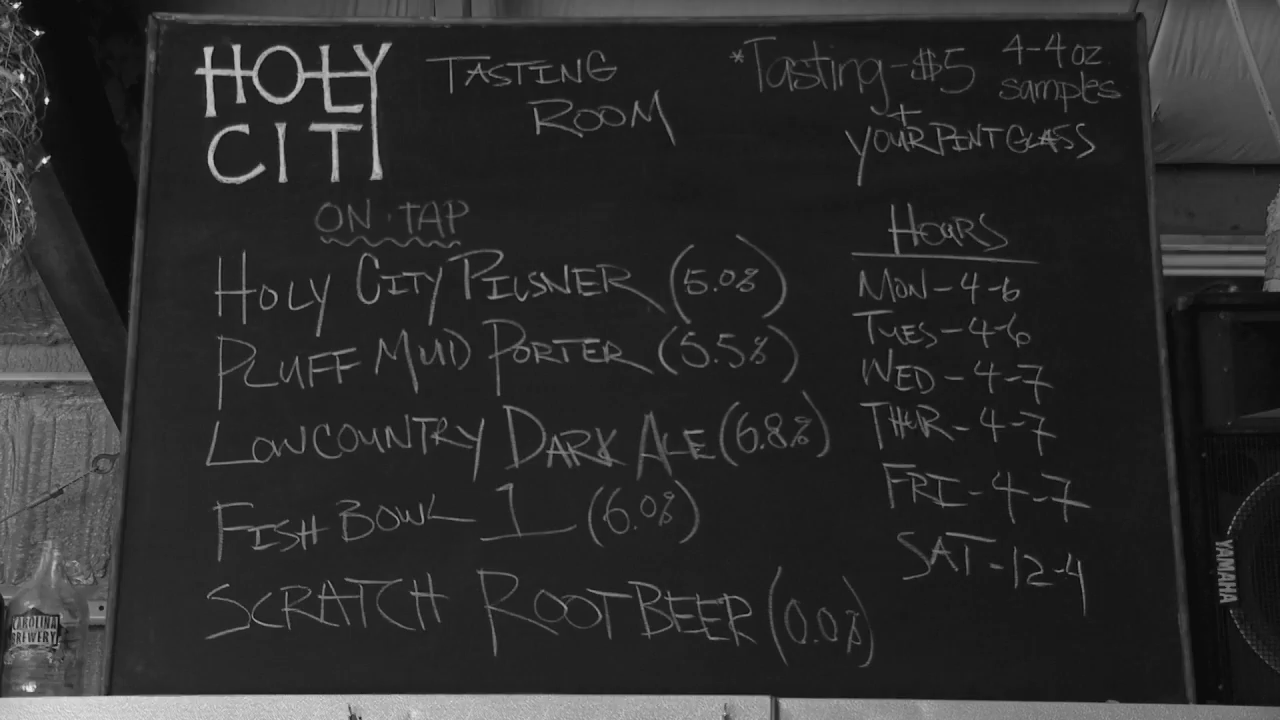 HOLY
CITY
TASTING
ROOM
*Tasting-$5
4-4oz.
samples
+
YOUR PINT GLASS
ON TAP
HOLY CITY PILSNER (5.0%)
PLUFF MUD PORTER (5.5%)
LOWCOUNTRY DARK ALE (6.8%)
FISH BOWL 1 (6.0%)
SCRATCH ROOT BEER (0.0%)
HOURS
MON-4-6
TUES-4-6
WED-4-7
THUR-4-7
FRI-4-7
SAT-12-4
YAMAHA
CAROLINA
BREWERY